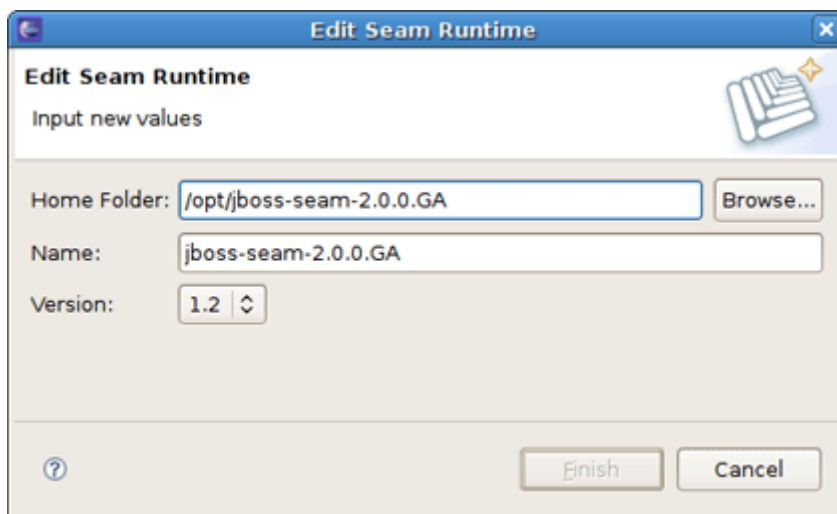 Edit Seam Runtime
Edit Seam Runtime
Input new values
Home Folder: /opt/jboss-seam-2.0.0.GA Browse...
Name: jboss-seam-2.0.0.GA
Version: 1.2
? Finish Cancel